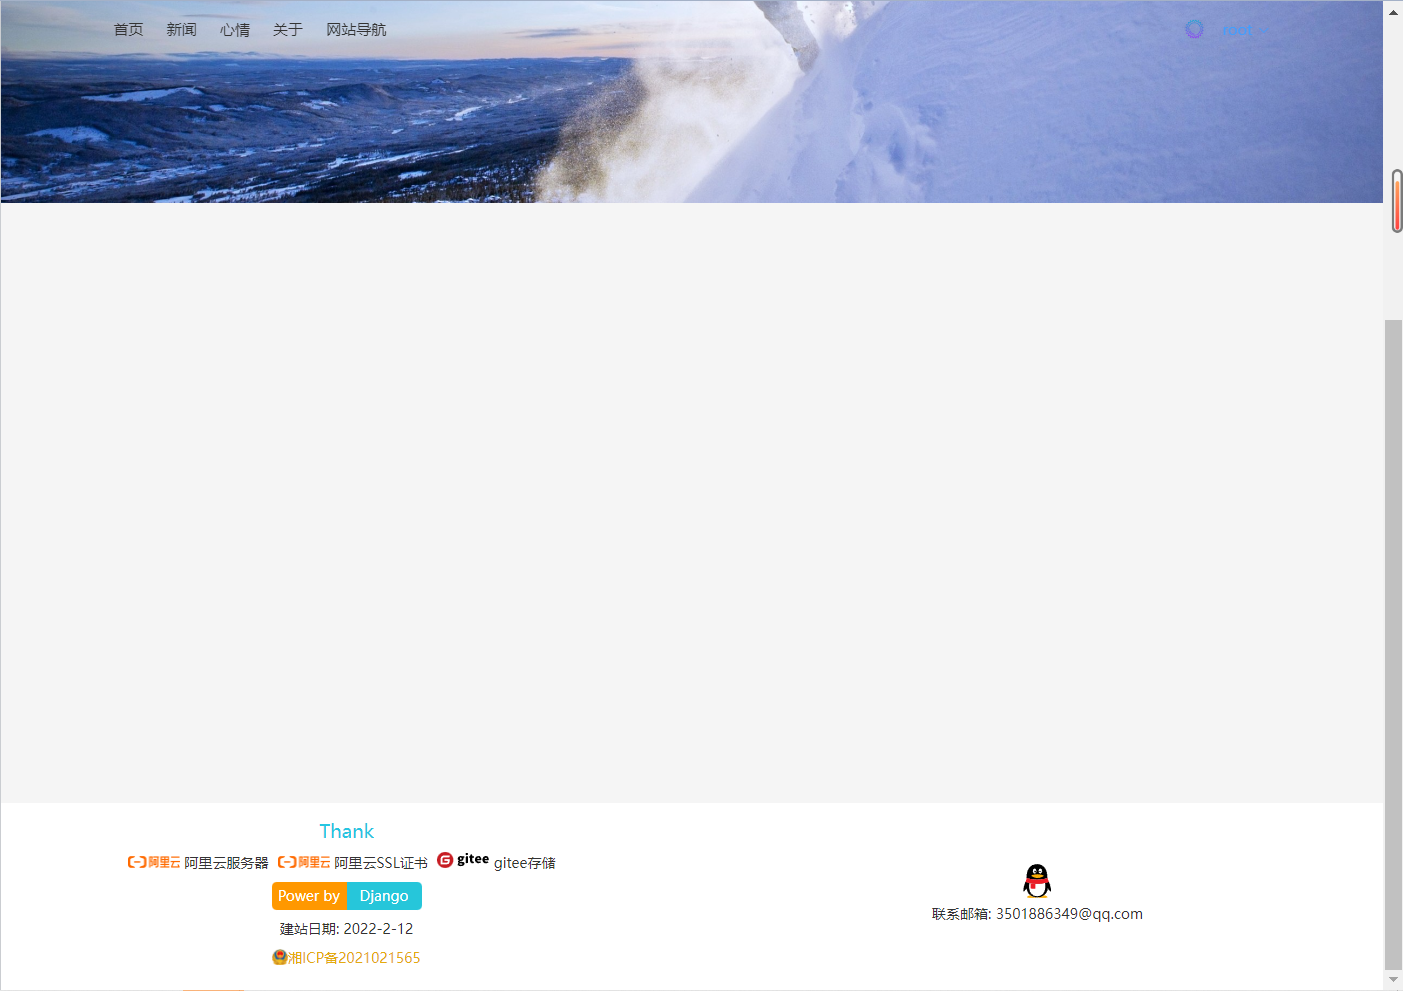 首页 新闻 心情 关于 网站导航 root
Thank
阿里云 阿里云服务器 阿里云 阿里云SSL证书 gitee gitee存储
Power by Django
建站日期: 2022-2-12
湘ICP备2021021565
联系邮箱: 3501886349@qq.com